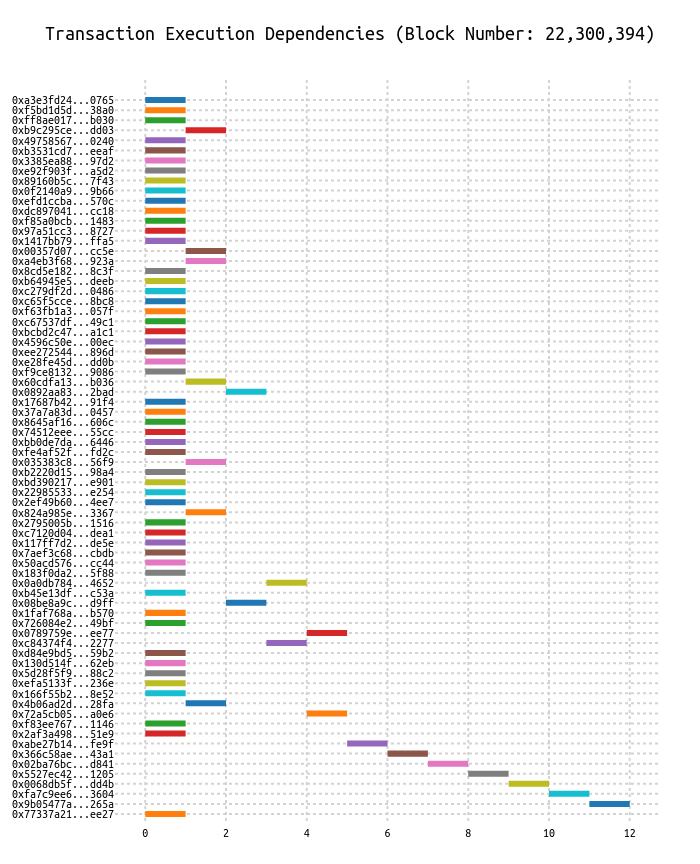 Transaction Execution Dependencies (Block Number: 22,300,394)
0xa3e3fd24...0765
0xf5bd1d5d...38a0
0xff8ae017...b030
0xb9c295ce...dd03
0x49758567...0240
0xb3531cd7...eeaf
0x3385ea88...97d2
0xe92f903f...a5d2
0x89160b5c...7f43
0x0f2140a9...9b66
0xefd1ccba...570c
0xdc897041...cc18
0xf85a0bcb...1483
0x97a51cc3...8727
0x1417bb79...ffa5
0x00357d07...cc5e
0xa4eb3f68...923a
0x8cd5e182...8c3f
0xb64945e5...deeb
0xc279df2d...0486
0xc65f5cce...8bc8
0xf63fb1a3...057f
0xc67537df...49c1
0xbcbd2c47...a1c1
0x4596c50e...00ec
0xee272544...896d
0xe28fe45d...dd0b
0xf9ce8132...9086
0x60cdfa13...b036
0x0892aa83...2bad
0x17687b42...91f4
0x37a7a83d...0457
0x8645af16...606c
0x74512eee...55cc
0xbb0de7da...6446
0xfe4af52f...fd2c
0x035383c8...56f9
0xb2220d15...98a4
0xbd390217...e901
0x22985533...e254
0x2ef49b60...4ee7
0x824a985e...3367
0x2795005b...1516
0xc7120d04...dea1
0x117ff7d2...de5e
0x7aef3c68...cbdb
0x50acd576...cc44
0x183f0da2...5f88
0x0a0db784...4652
0xb45e13df...c53a
0x08be8a9c...d9ff
0x1faf768a...b570
0x726084e2...49bf
0x0789759e...ee77
0xc84374f4...2277
0xd84e9bd5...59b2
0x130d514f...62eb
0x5d28f5f9...88c2
0xefa5133f...236e
0x166f55b2...8e52
0x4b06ad2d...28fa
0x72a5cb05...a0e6
0xf83ee767...1146
0x2af3a498...51e9
0xabe27b14...fe9f
0x366c58ae...43a1
0x02ba76bc...d841
0x5527ec42...1205
0x0068db5f...dd4b
0xfa7c9ee6...3604
0x9b05477a...265a
0x77337a21...ee27
0 2 4 6 8 10 12